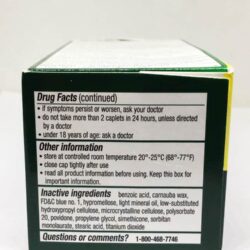 Drug Facts (continued)
• If symptoms persist or worsen, ask your doctor
• do not take more than 2 caplets in 24 hours, unless directed
by a doctor
• under 18 years of age: ask a doctor
Other information
• store at controlled room temperature 20°-25°C (68°-77°F)
• close cap tightly after use
• read all product information before using. Keep this box for
important information.
Inactive ingredients benzoic acid, carnauba wax,
FD&C blue no. 1, hypromellose, light mineral oil, low-substituted
hydroxypropyl cellulose, microcrystalline cellulose, polysorbate
20, povidone, propylene glycol, simethicone, sorbitan
monolaurate, stearic acid, titanium dioxide
Questions or comments? 1-800-468-7746